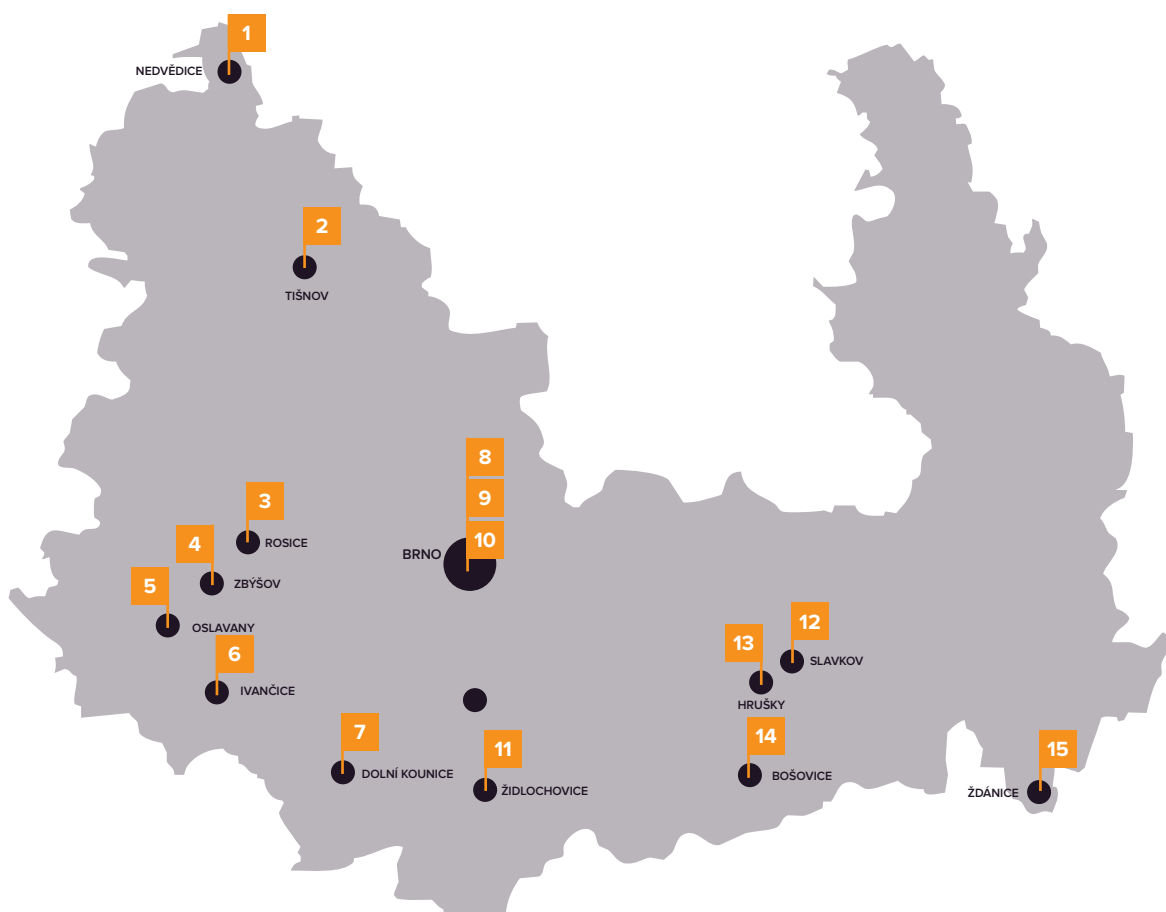 1
NEDVĚDICE
2
TIŠNOV
3
ROSICE
4
ZBÝŠOV
5
OSLAVANY
6
IVANČICE
7
DOLNÍ KOUNICE
8
9
10
BRNO
11
ŽIDLOCHOVICE
12
SLAVKOV
13
HRUŠKY
14
BOŠOVICE
15
ŽDÁNICE